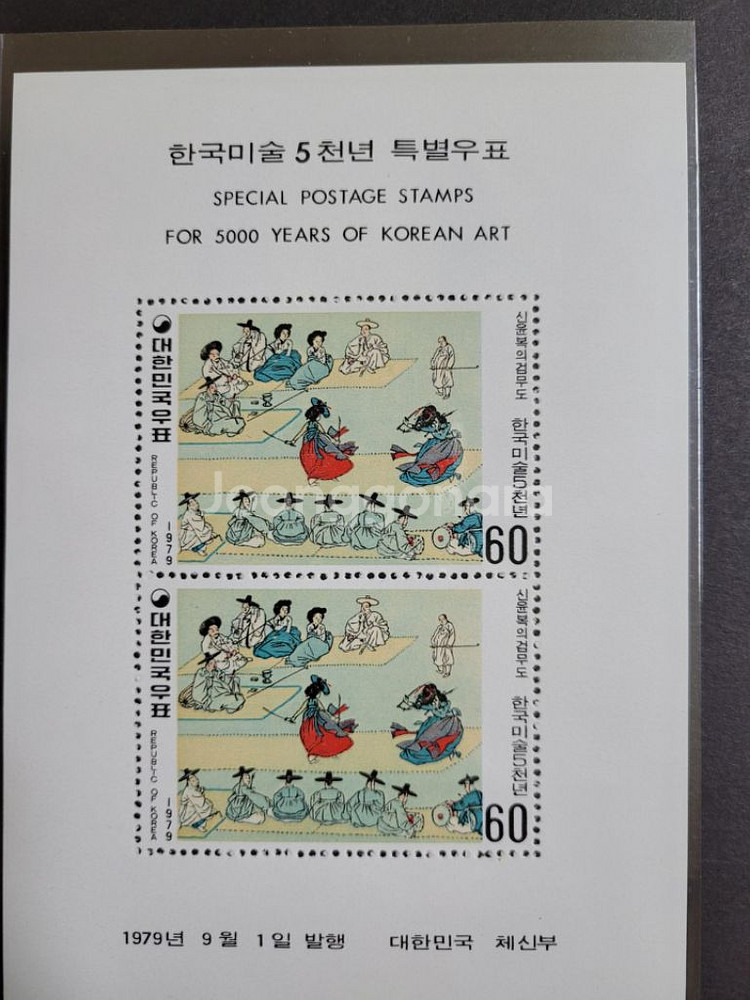 한국미술 5천년 특별우표
SPECIAL POSTAGE STAMPS
FOR 5000 YEARS OF KOREAN ART
대한민국우표
REPUBLIC OF KOREA
1979
신윤복의검무도
한국미술5천년
60
Joonggonara
대한민국우표
REPUBLIC OF KOREA
1979
신윤복의검무도
한국미술5천년
60
1979년 9월 1일 발행 대한민국 체신부